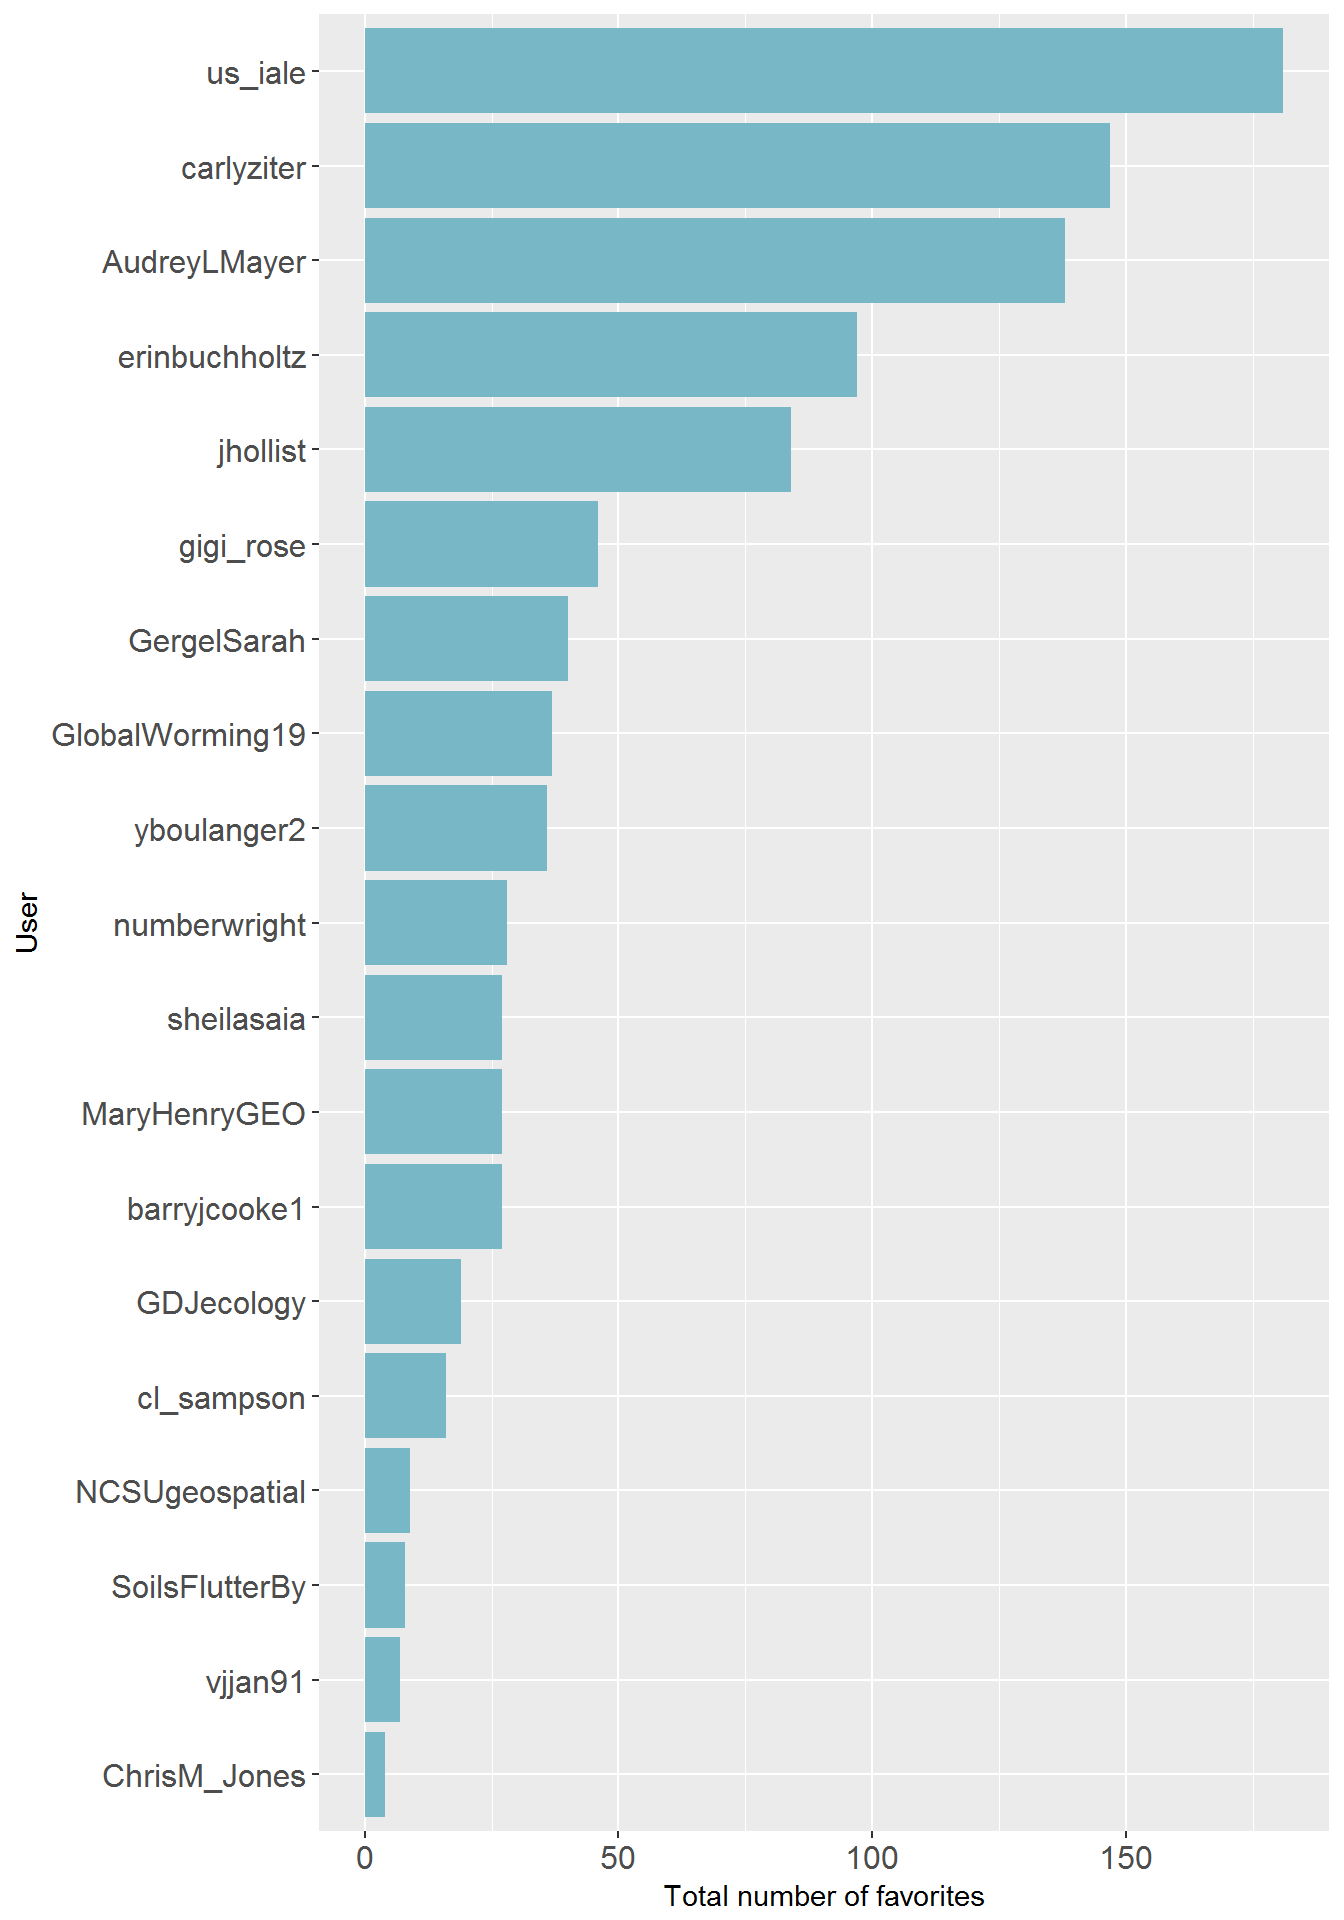 us_iale
carlyziter
AudreyLMayer
erinbuchholtz
jhollist
gigi_rose
GergelSarah
GlobalWorming19
yboulanger2
numberwright
sheilasaia
MaryHenryGEO
barryjcooke1
GDJecology
cl_sampson
NCSUgeospatial
SoilsFlutterBy
vjjan91
ChrisM_Jones
User
0 50 100 150
Total number of favorites